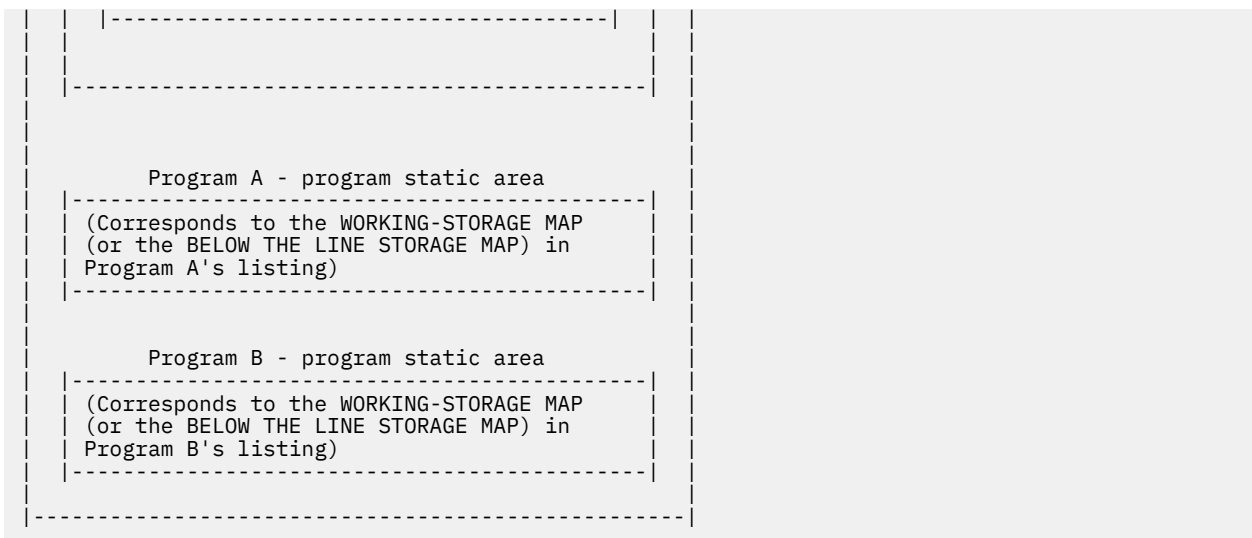 Program A - program static area
(Corresponds to the WORKING-STORAGE MAP
(or the BELOW THE LINE STORAGE MAP) in
Program A's listing)
Program B - program static area
(Corresponds to the WORKING-STORAGE MAP
(or the BELOW THE LINE STORAGE MAP) in
Program B's listing)